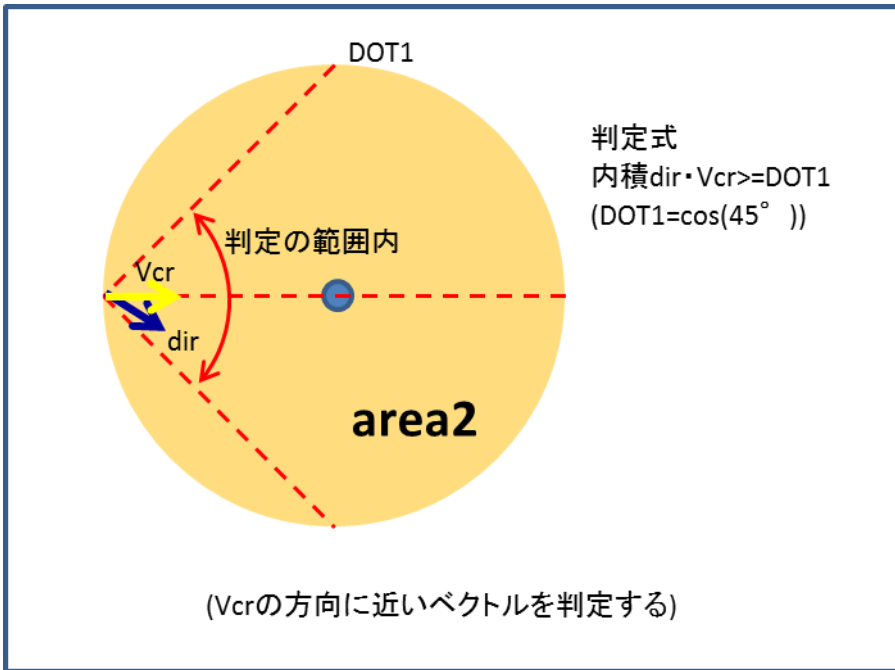 DOT1
判定式
内積dir・Vcr>=DOT1
(DOT1=cos(45°))
判定の範囲内
Vcr
dir
area2
(Vcrの方向に近いベクトルを判定する)